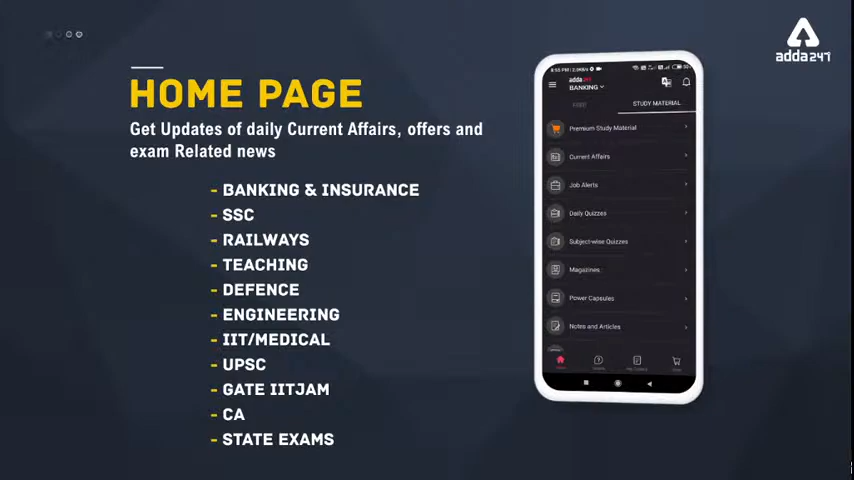 HOME PAGE
Get Updates of daily Current Affairs, offers and
exam Related news
- BANKING & INSURANCE
- SSC
- RAILWAYS
- TEACHING
- DEFENCE
- ENGINEERING
- IIT/MEDICAL
- UPSC
- GATE IITJAM
- CA
- STATE EXAMS
adda247
adda247
BANKING
STUDY MATERIAL
Premium Study Material
Current Affairs
Job Alerts
Daily Quizzes
Subject-wise Quizzes
Magazines
Power Capsules
Notes and Articles